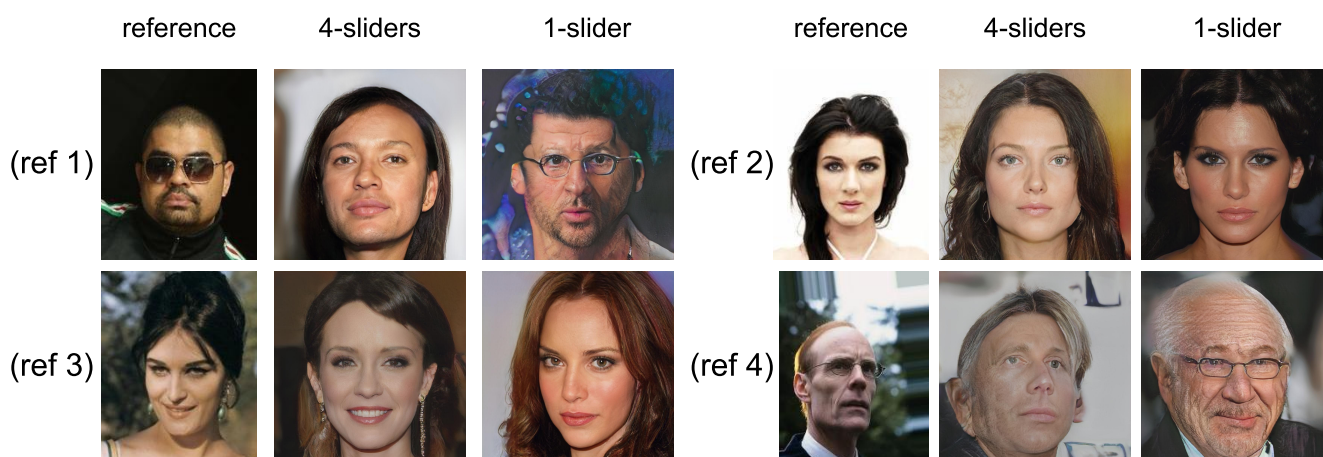 reference 4-sliders 1-slider reference 4-sliders 1-slider
(ref 1) (ref 2)
(ref 3) (ref 4)